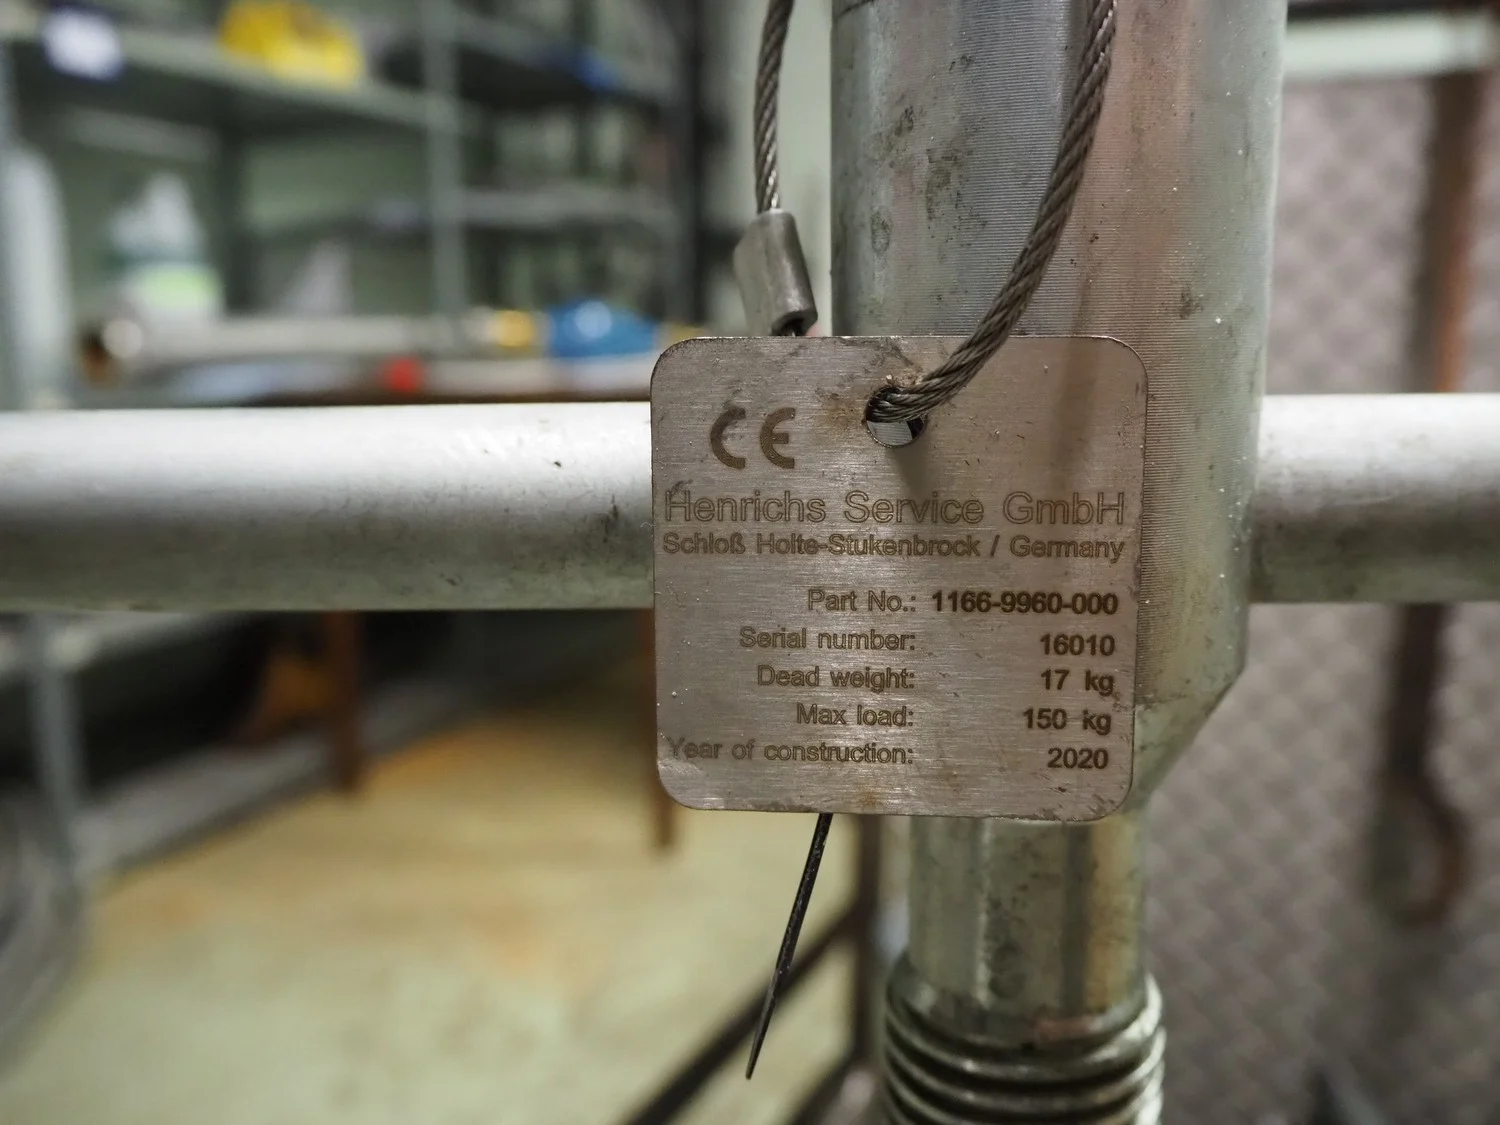 CE
Henrichs Service GmbH
Schloß Holte-Stukenbrock / Germany
Part No.: 1166-9960-000
Serial number: 16010
Dead weight: 17 kg
Max load: 150 kg
Year of construction: 2020